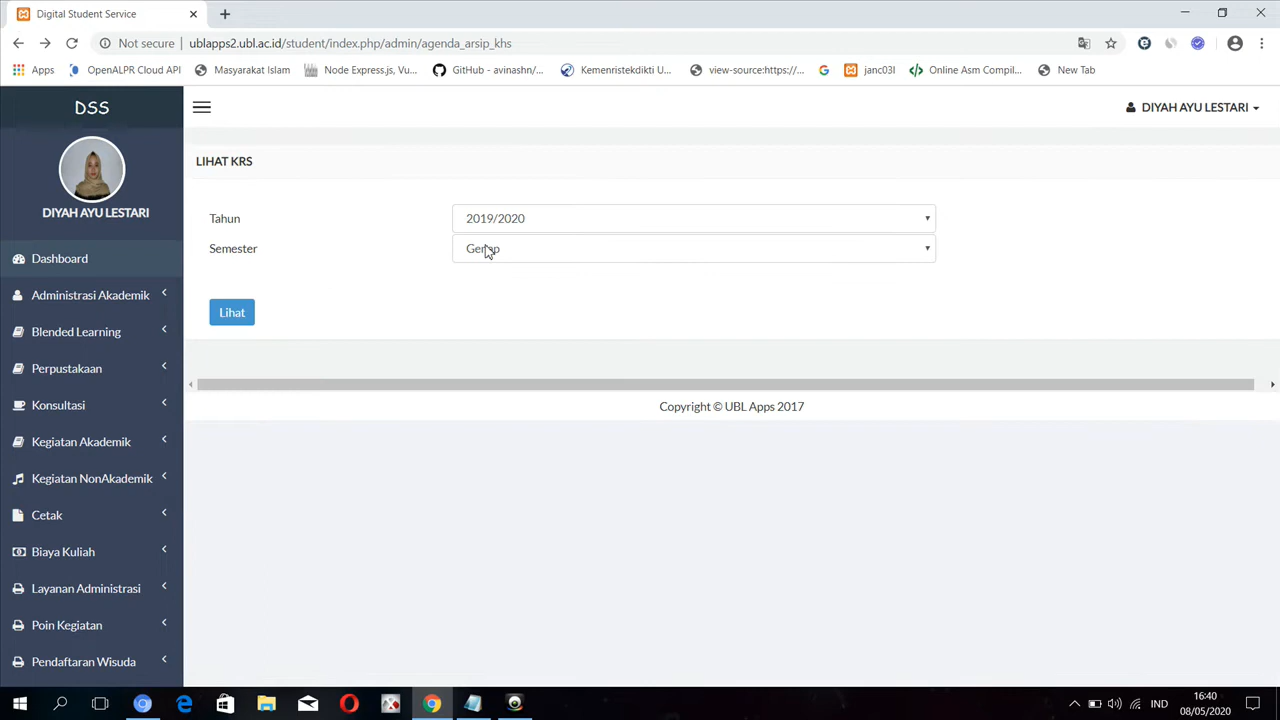 Digital Student Service
Not secure
ublapps2.ubl.ac.id/student/index.php/admin/agenda_arsip_khs
Apps
OpenALPR Cloud API
Masyarakat Islam
Node Express.js, Vu...
GitHub - avinashn/...
Kemenristekdikti U...
view-source:https://...
janc03l
Online Asm Compil...
New Tab
DSS
DIYAH AYU LESTARI
DIYAH AYU LESTARI
Dashboard
Administrasi Akademik
Blended Learning
Perpustakaan
Konsultasi
Kegiatan Akademik
Kegiatan NonAkademik
Cetak
Biaya Kuliah
Layanan Administrasi
Poin Kegiatan
Pendaftaran Wisuda
LIHAT KRS
Tahun
2019/2020
Semester
Genap
Lihat
Copyright © UBL Apps 2017
IND
16:40
08/05/2020